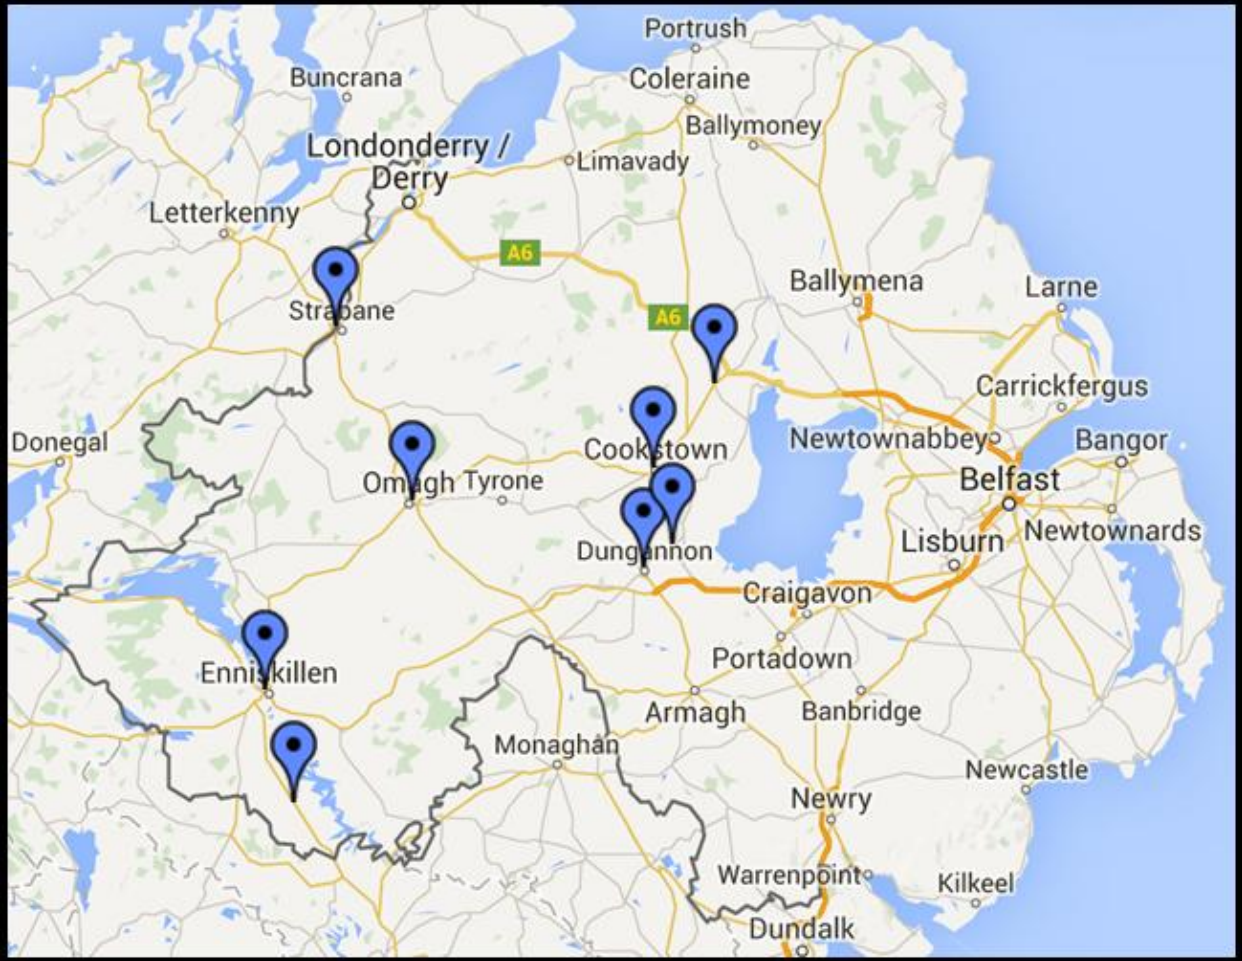 Portrush
Buncrana
Coleraine
Ballymoney
Londonderry /
Derry
Limavady
Letterkenny
A6
Ballymena
Larne
Strabane
A6
Carrickfergus
Donegal
Cookstown
Newtownabbey
Bangor
Omagh
Tyrone
Belfast
Newtownards
Dungannon
Lisburn
Craigavon
Enniskillen
Portadown
Armagh
Banbridge
Monaghan
Newcastle
Newry
Warrenpoint
Kilkeel
Dundalk